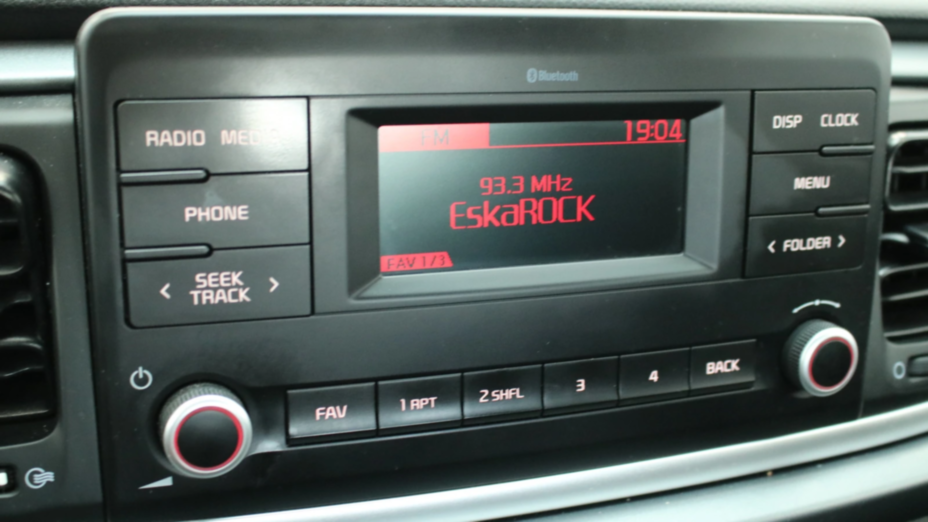 Bluetooth
RADIO MEDIA
PHONE
< SEEK TRACK >
FM 19:04
93.3 MHz
EskaROCK
FAV 1/3
DISP CLOCK
MENU
< FOLDER >
FAV 1 RPT 2 SHFL 3 4 BACK